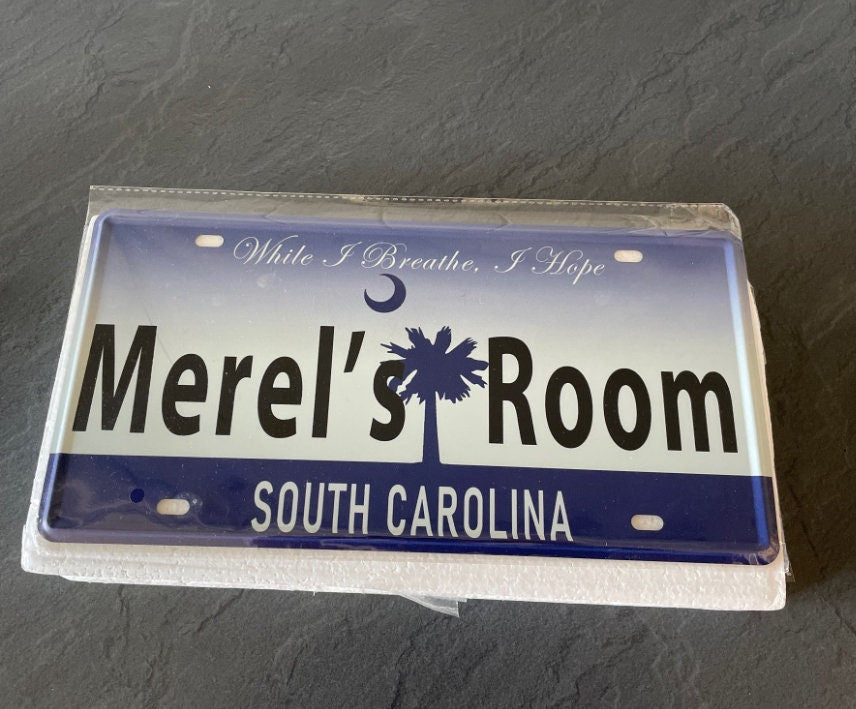 While I Breathe, I Hope
Merel’s Room
SOUTH CAROLINA